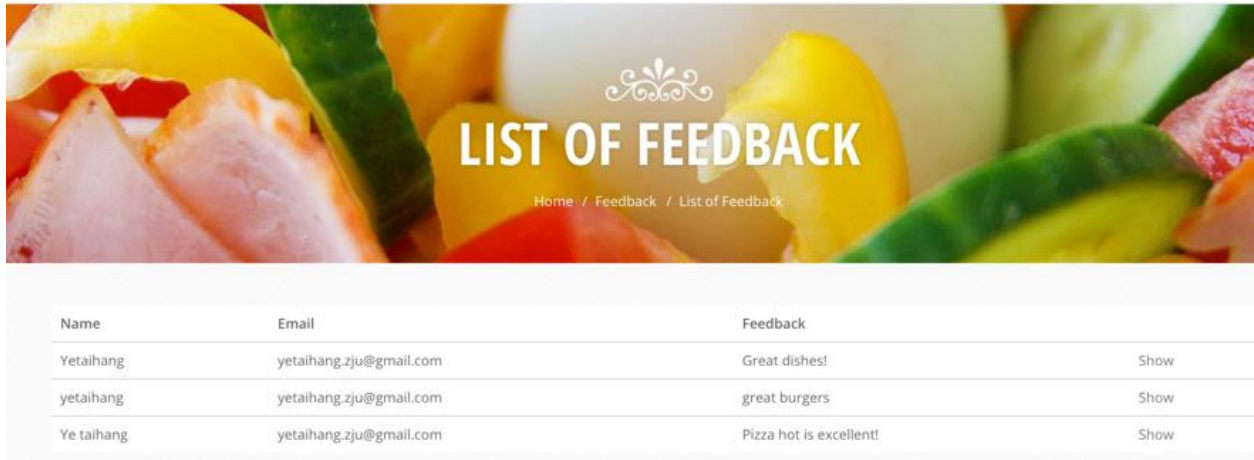 LIST OF FEEDBACK
Home / Feedback / List of Feedback
Name Email Feedback
Yetaihang yetaihang.zju@gmail.com Great dishes! Show
yetaihang yetaihang.zju@gmail.com great burgers Show
Ye taihang yetaihang.zju@gmail.com Pizza hot is excellent! Show